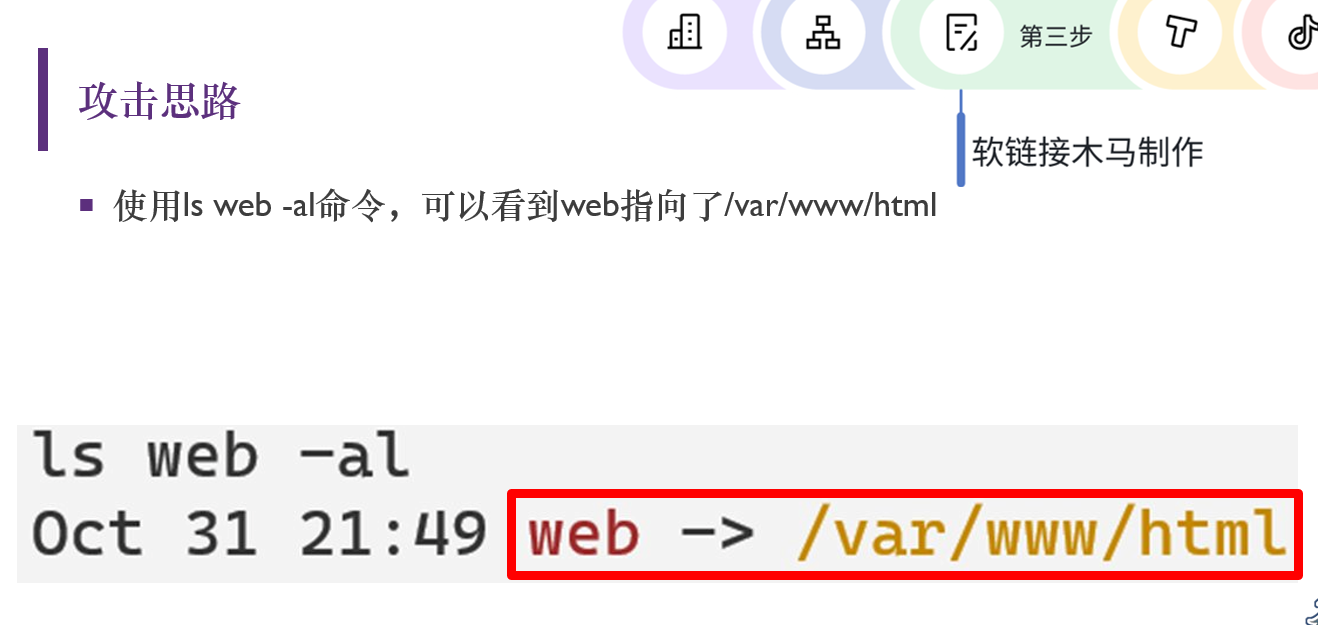 第三步
攻击思路
软链接木马制作
使用ls web -al命令，可以看到web指向了/var/www/html
ls web -al
Oct 31 21:49 web -> /var/www/html